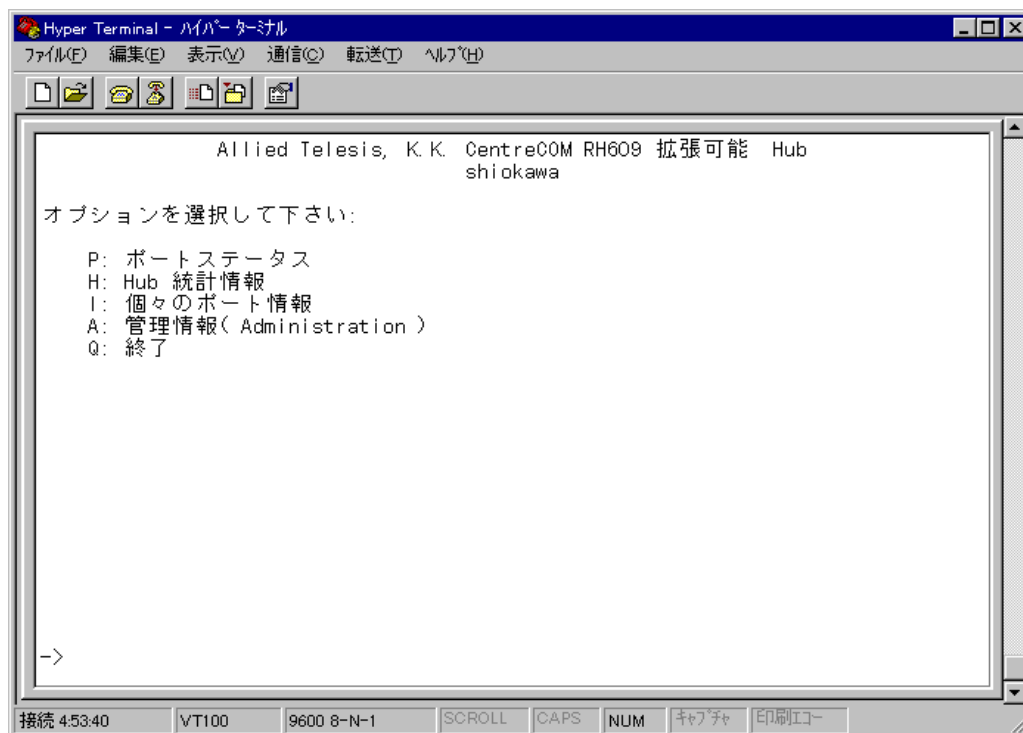 Hyper Terminal - ﾊｲﾊﾟｰ ﾀｰﾐﾅﾙ
ﾌｧｲﾙ(F) 編集(E) 表示(V) 通信(C) 転送(T) ﾍﾙﾌﾟ(H)
Allied Telesis, K.K. CentreCOM RH609 拡張可能 Hub
shiokawa
オプションを選択して下さい:
P: ポートステータス
H: Hub 統計情報
I: 個々のポート情報
A: 管理情報( Administration )
Q: 終了
->
接続 4:53:40 VT100 9600 8-N-1 SCROLL CAPS NUM ｷｬﾌﾟﾁｬ 印刷ｴｺｰ